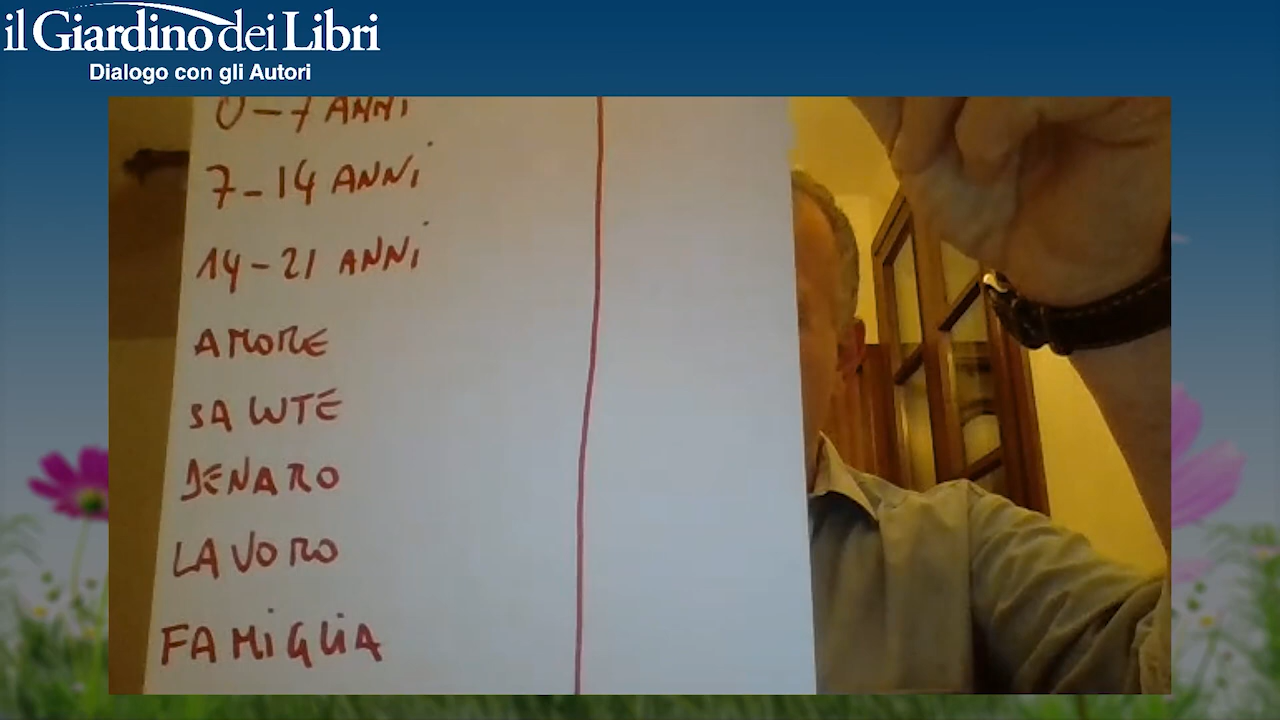 il Giardino dei Libri
Dialogo con gli Autori
0-7 ANNI
7-14 ANNI
14-21 ANNI
AMORE
SALUTE
DENARO
LAVORO
FAMIGLIA